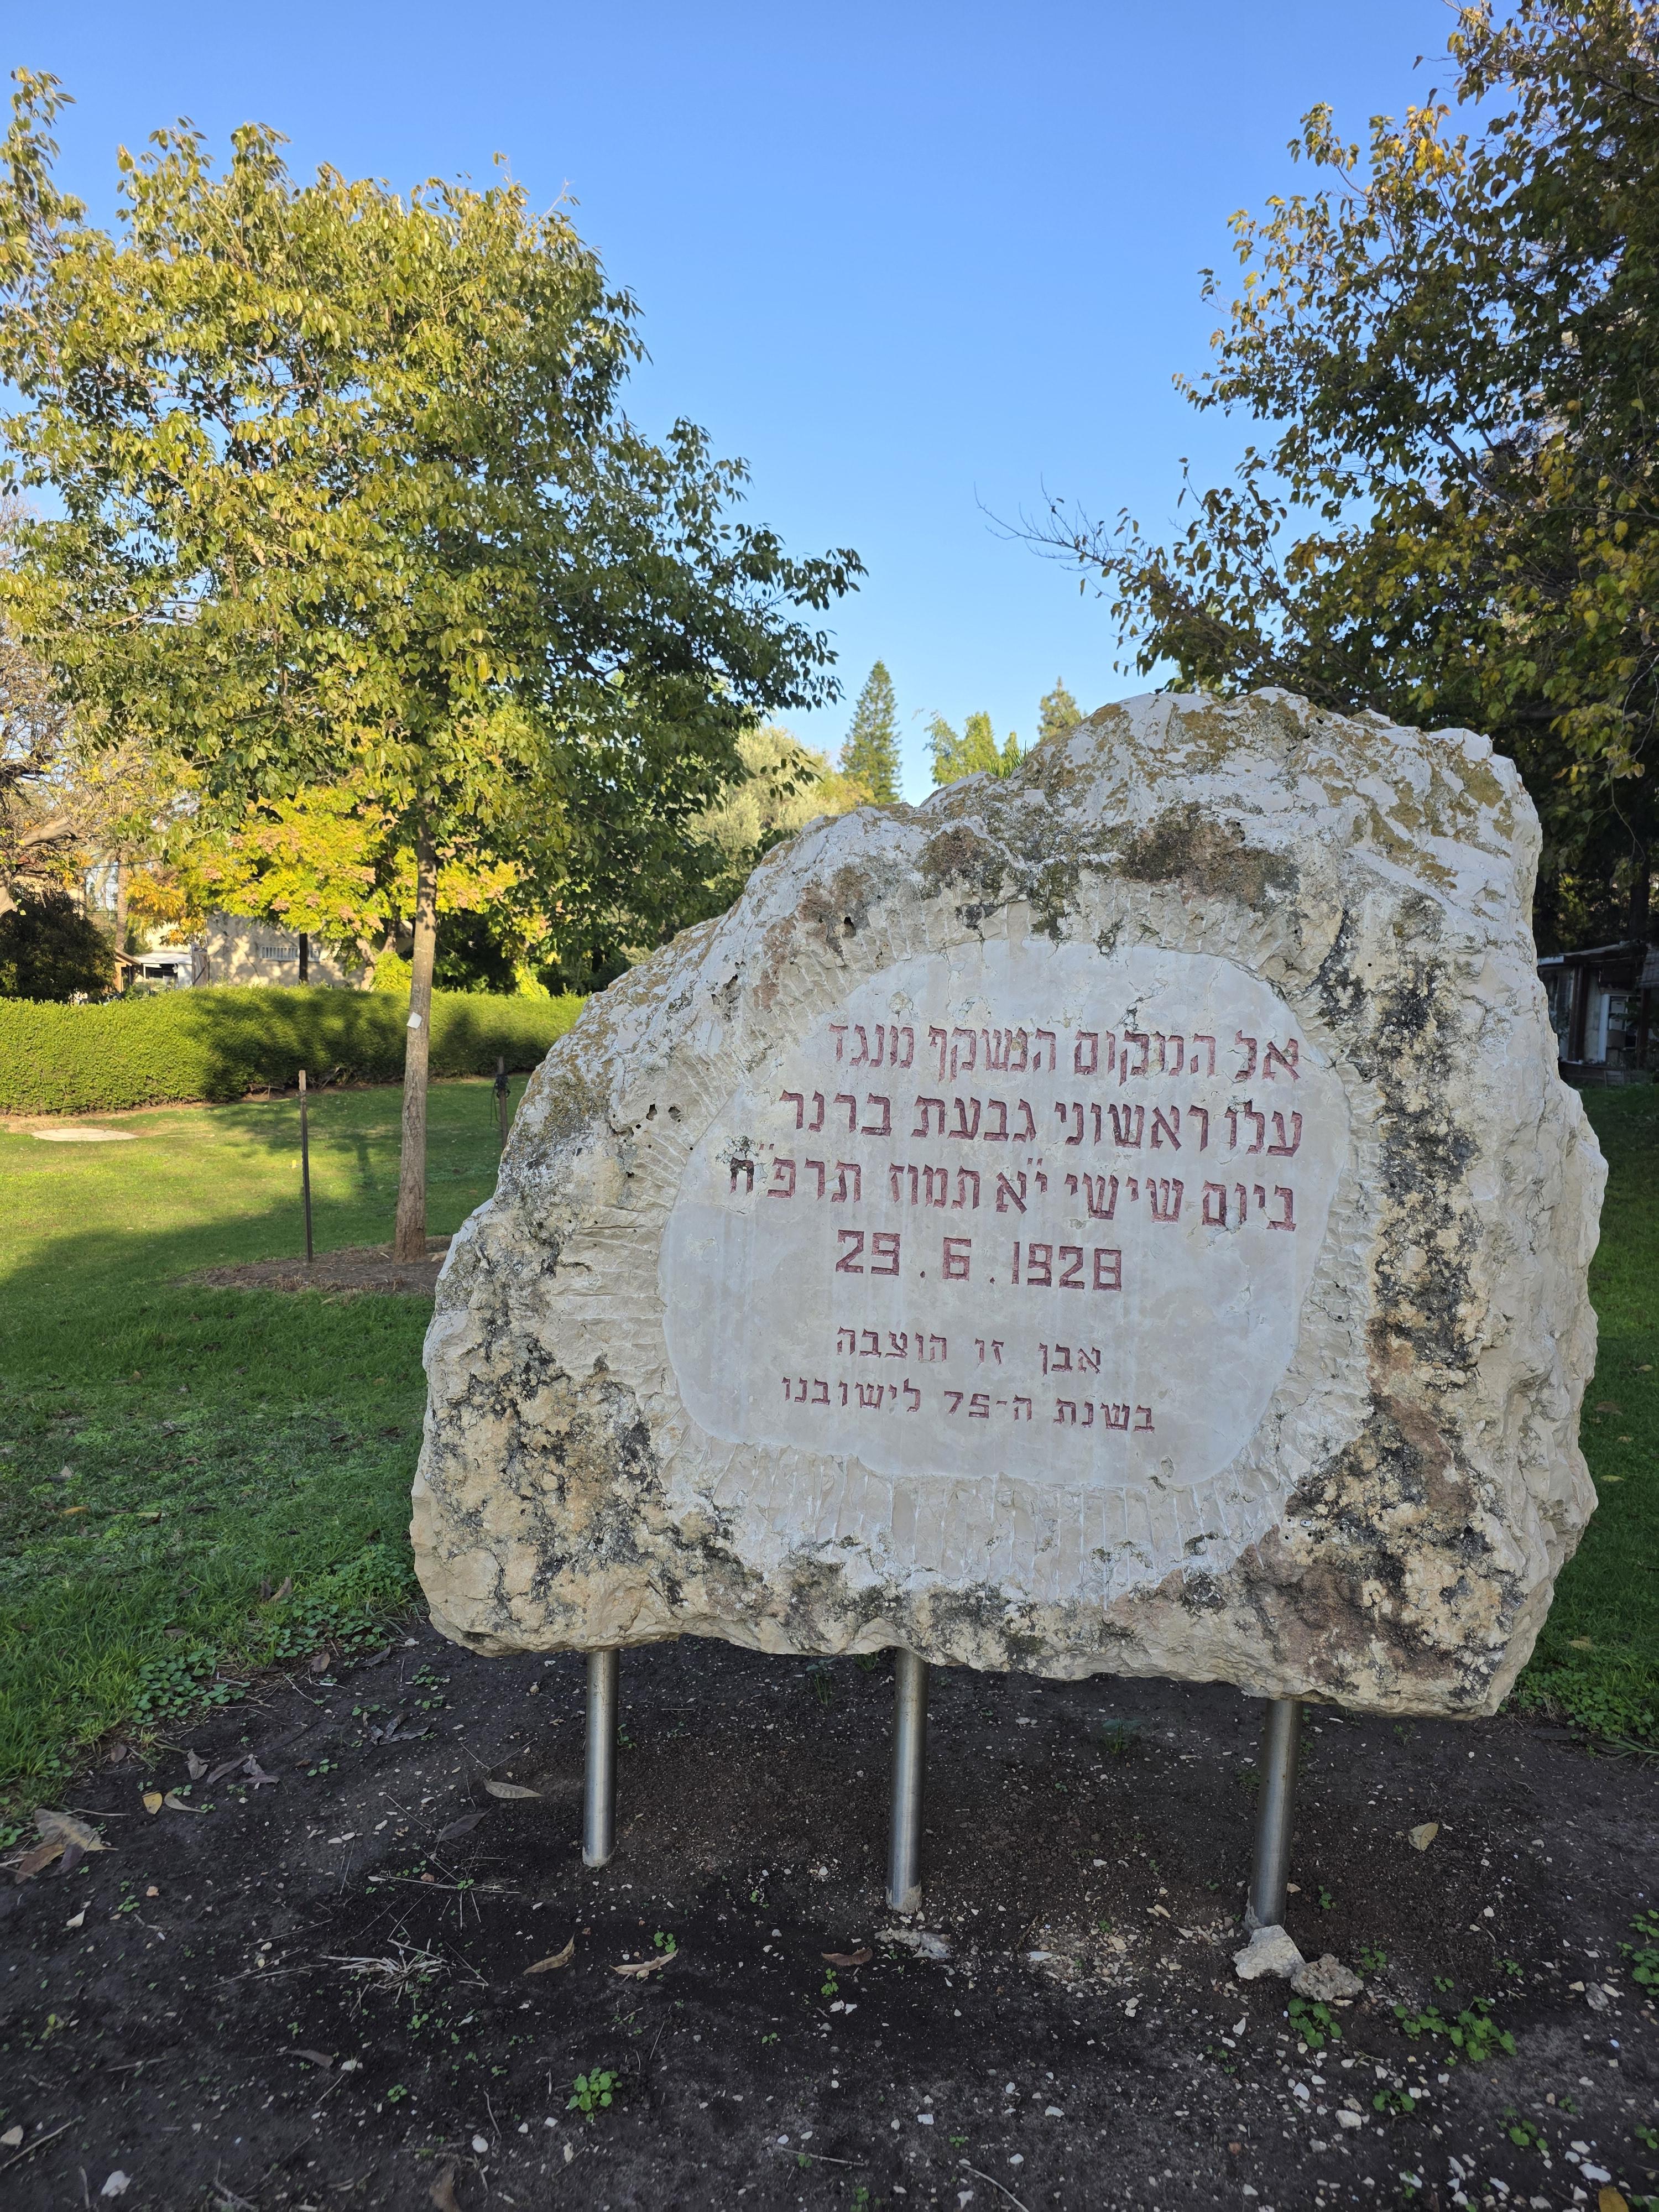 אל המקום הנשקף מנגד
עלו ראשוני גבעת ברנר
ביום שישי י"א תמוז תרפ"ח
29.6.1928
אבן זו הוצבה
בשנת ה-75 לישובנו